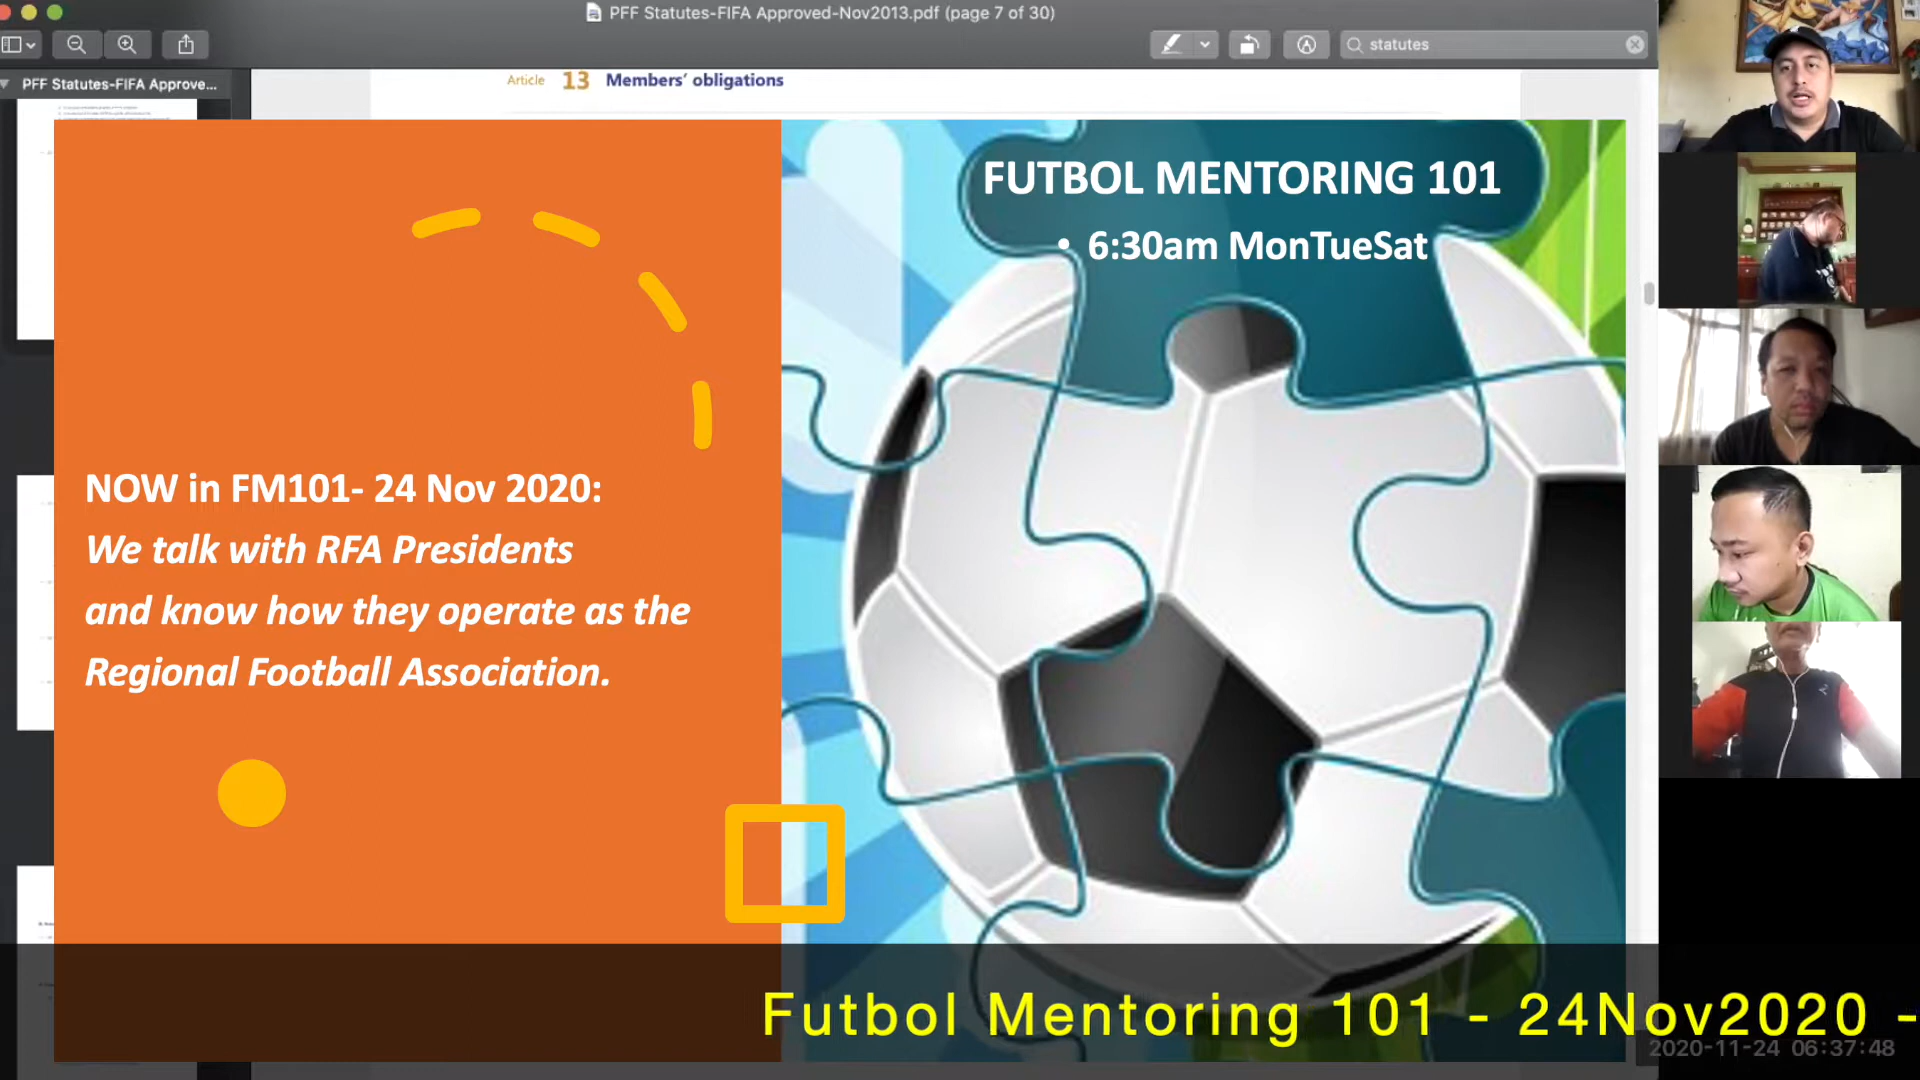 PFF Statutes-FIFA Approved-Nov2013.pdf (page 7 of 30)
statutes
PFF Statutes-FIFA Approve...
Article 13 Members' obligations
FUTBOL MENTORING 101
• 6:30am MonTueSat
NOW in FM101- 24 Nov 2020:
We talk with RFA Presidents
and know how they operate as the
Regional Football Association.
Futbol Mentoring 101 - 24Nov2020 -
2020-11-24 06:37:48